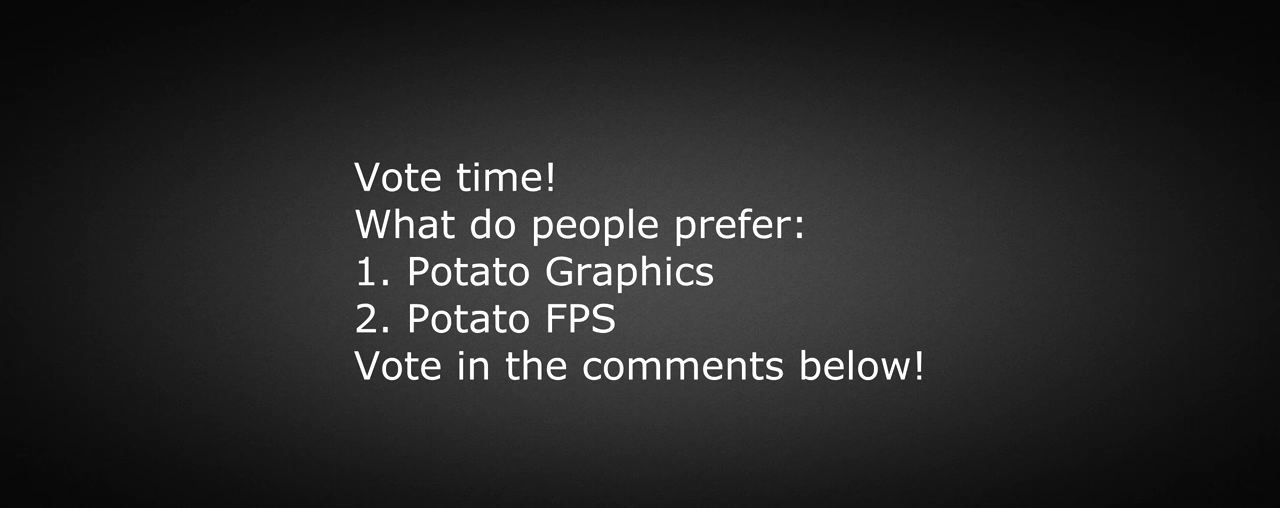 Vote time!
What do people prefer:
1. Potato Graphics
2. Potato FPS
Vote in the comments below!